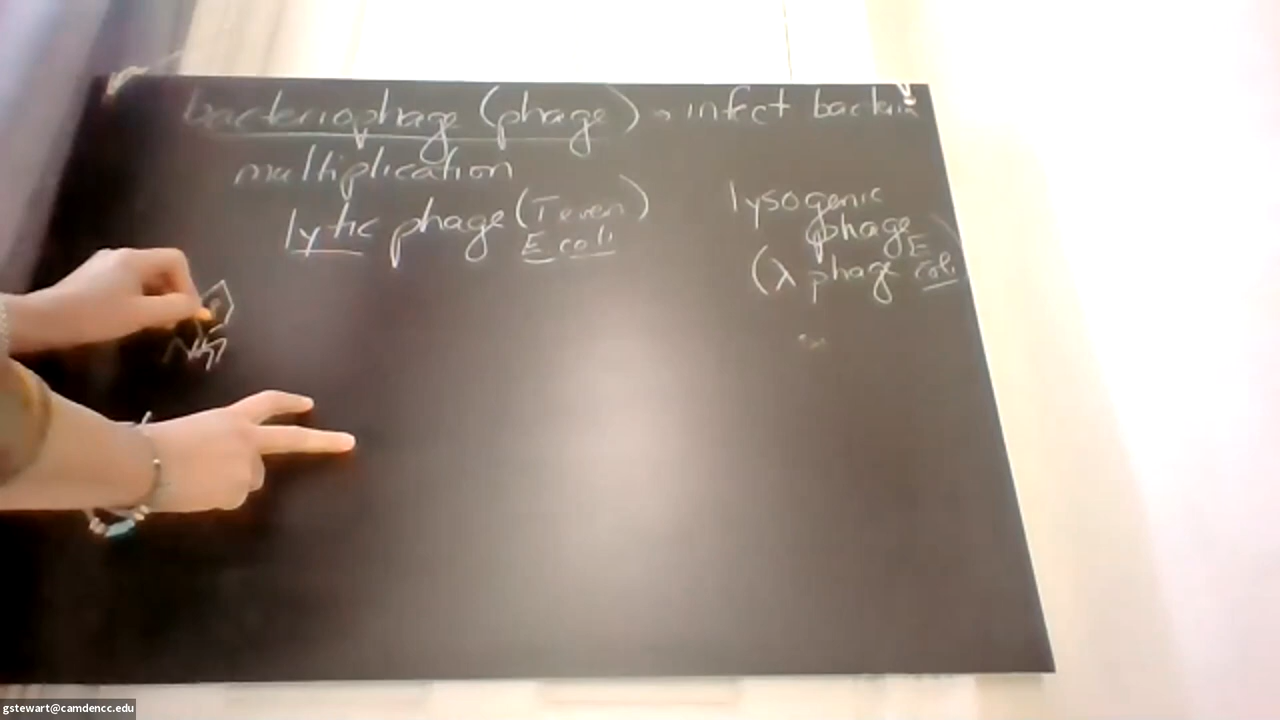 bacteriophage (phage) → infect bacteria
multiplication
lytic phage (T even)
E coli
lysogenic
phage
(λ phage E coli)
gstewart@camdencc.edu